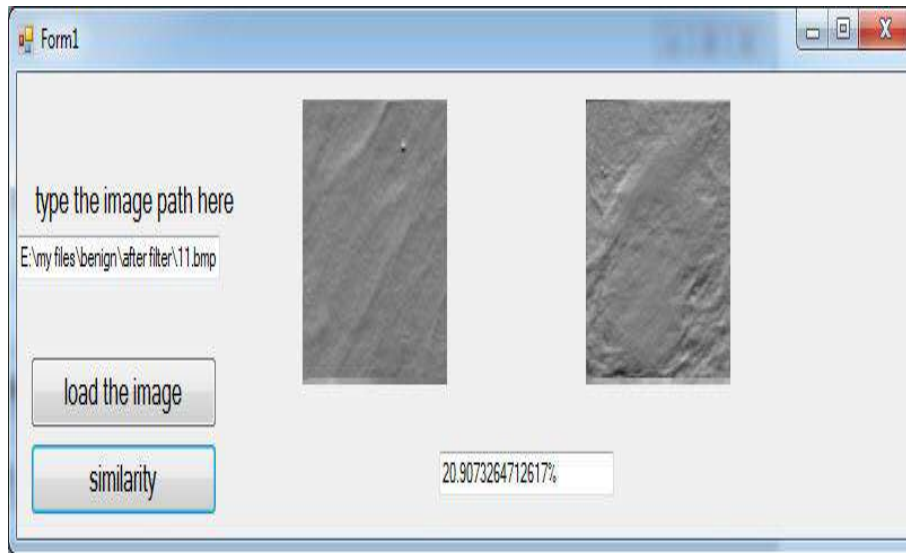 Form1
type the image path here
E:\my files\benign\after filter\11.bmp
load the image
similarity
20.9073264712617%